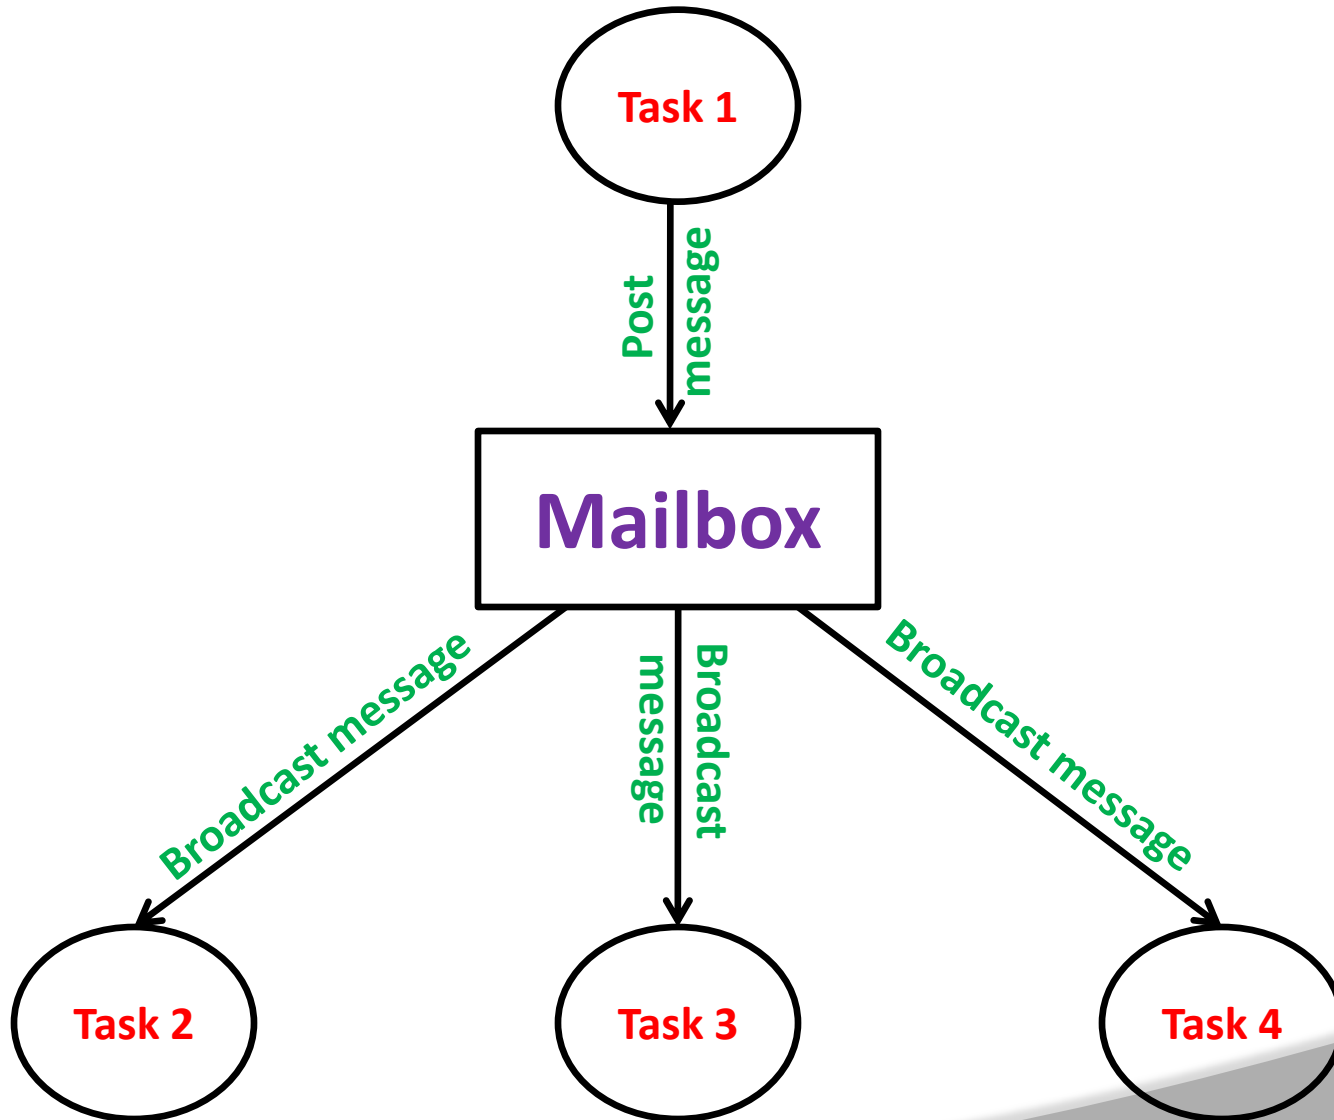 Task 1
Post
message
Mailbox
Broadcast message
Broadcast
message
Broadcast message
Task 2
Task 3
Task 4